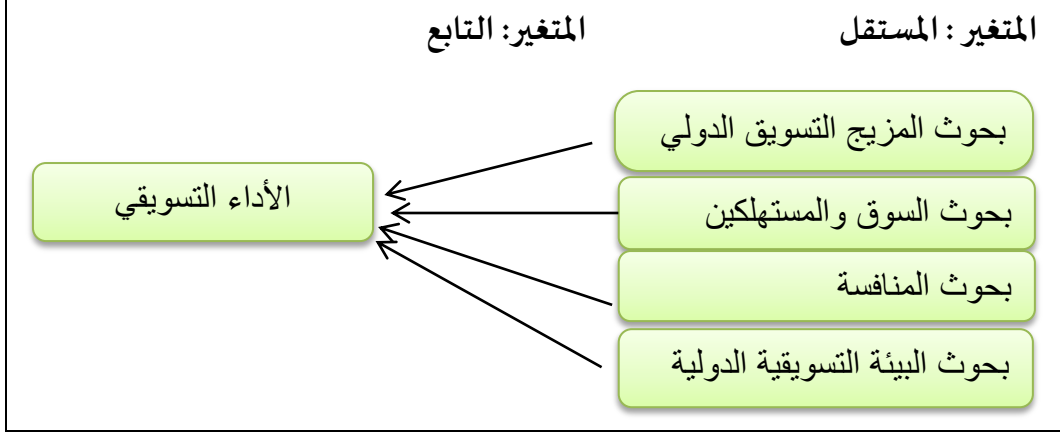 المتغير : المستقل
المتغير: التابع
بحوث المزيج التسويق الدولي
بحوث السوق والمستهلكين
بحوث المنافسة
بحوث البيئة التسويقية الدولية
الأداء التسويقي